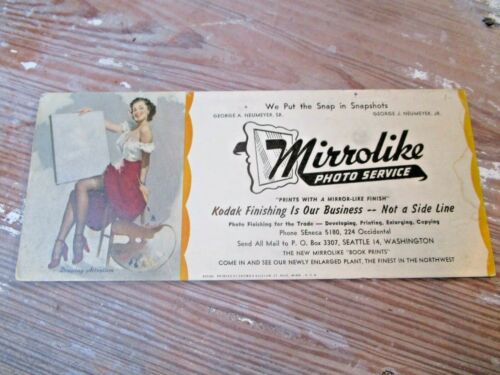 We Put the Snap in Snapshots
GEORGE A. NEUMEYER, SR.
GEORGE J. NEUMEYER, JR.
Mirrolike
PHOTO SERVICE
"PRINTS WITH A MIRROR-LIKE FINISH"
Kodak Finishing Is Our Business -- Not a Side Line
Photo Finishing for the Trade — Developing, Printing, Enlarging, Copying
Phone SEneca 5180, 224 Occidental
Send All Mail to P. O. Box 3307, SEATTLE 14, WASHINGTON
THE NEW MIRROLIKE "BOOK PRINTS"
COME IN AND SEE OUR NEWLY ENLARGED PLANT, THE FINEST IN THE NORTHWEST
Drawing Attention